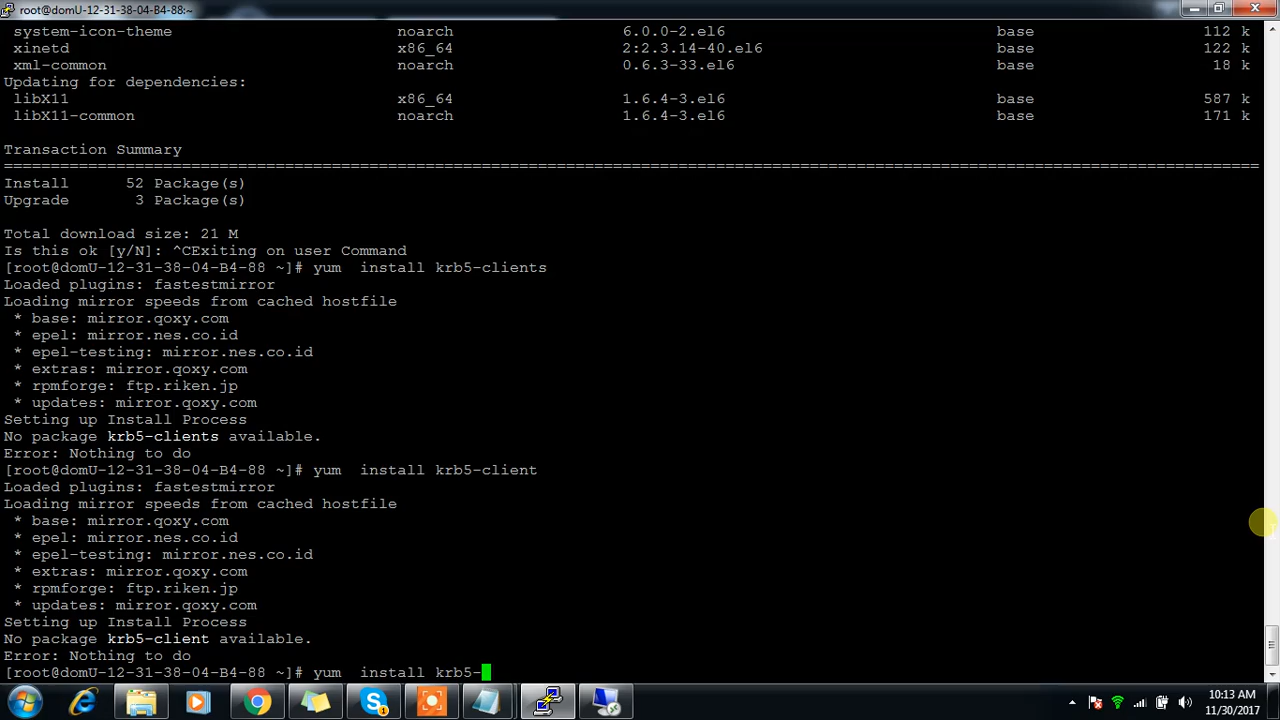 root@domU-12-31-38-04-B4-88:~
system-icon-theme noarch 6.0.0-2.el6 base 112 k
xinetd x86_64 2:2.3.14-40.el6 base 122 k
xml-common noarch 0.6.3-33.el6 base 18 k
Updating for dependencies:
libX11 x86_64 1.6.4-3.el6 base 587 k
libX11-common noarch 1.6.4-3.el6 base 171 k
Transaction Summary
================================================================================
Install 52 Package(s)
Upgrade 3 Package(s)
Total download size: 21 M
Is this ok [y/N]: ^CExiting on user Command
[root@domU-12-31-38-04-B4-88 ~]# yum  install krb5-clients
Loaded plugins: fastestmirror
Loading mirror speeds from cached hostfile
* base: mirror.qoxy.com
* epel: mirror.nes.co.id
* epel-testing: mirror.nes.co.id
* extras: mirror.qoxy.com
* rpmforge: ftp.riken.jp
* updates: mirror.qoxy.com
Setting up Install Process
No package krb5-clients available.
Error: Nothing to do
[root@domU-12-31-38-04-B4-88 ~]# yum  install krb5-client
Loaded plugins: fastestmirror
Loading mirror speeds from cached hostfile
* base: mirror.qoxy.com
* epel: mirror.nes.co.id
* epel-testing: mirror.nes.co.id
* extras: mirror.qoxy.com
* rpmforge: ftp.riken.jp
* updates: mirror.qoxy.com
Setting up Install Process
No package krb5-client available.
Error: Nothing to do
[root@domU-12-31-38-04-B4-88 ~]# yum  install krb5-
10:13 AM
11/30/2017